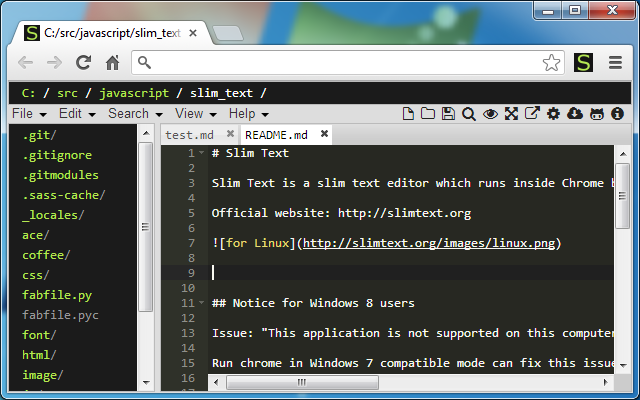 C:/src/javascript/slim_text
C: / src / javascript / slim_text /
File Edit Search View Help
.git/
.gitignore
.gitmodules
.sass-cache/
_locales/
ace/
coffee/
css/
fabfile.py
fabfile.pyc
font/
html/
image/
test.md README.md
1 # Slim Text
2
3 Slim Text is a slim text editor which runs inside Chrome
4
5 Official website: http://slimtext.org
6
7 ![for Linux](http://slimtext.org/images/linux.png)
8
9
10
11 ## Notice for Windows 8 users
12
13 Issue: "This application is not supported on this computer
14
15 Run chrome in Windows 7 compatible mode can fix this issue
16
17